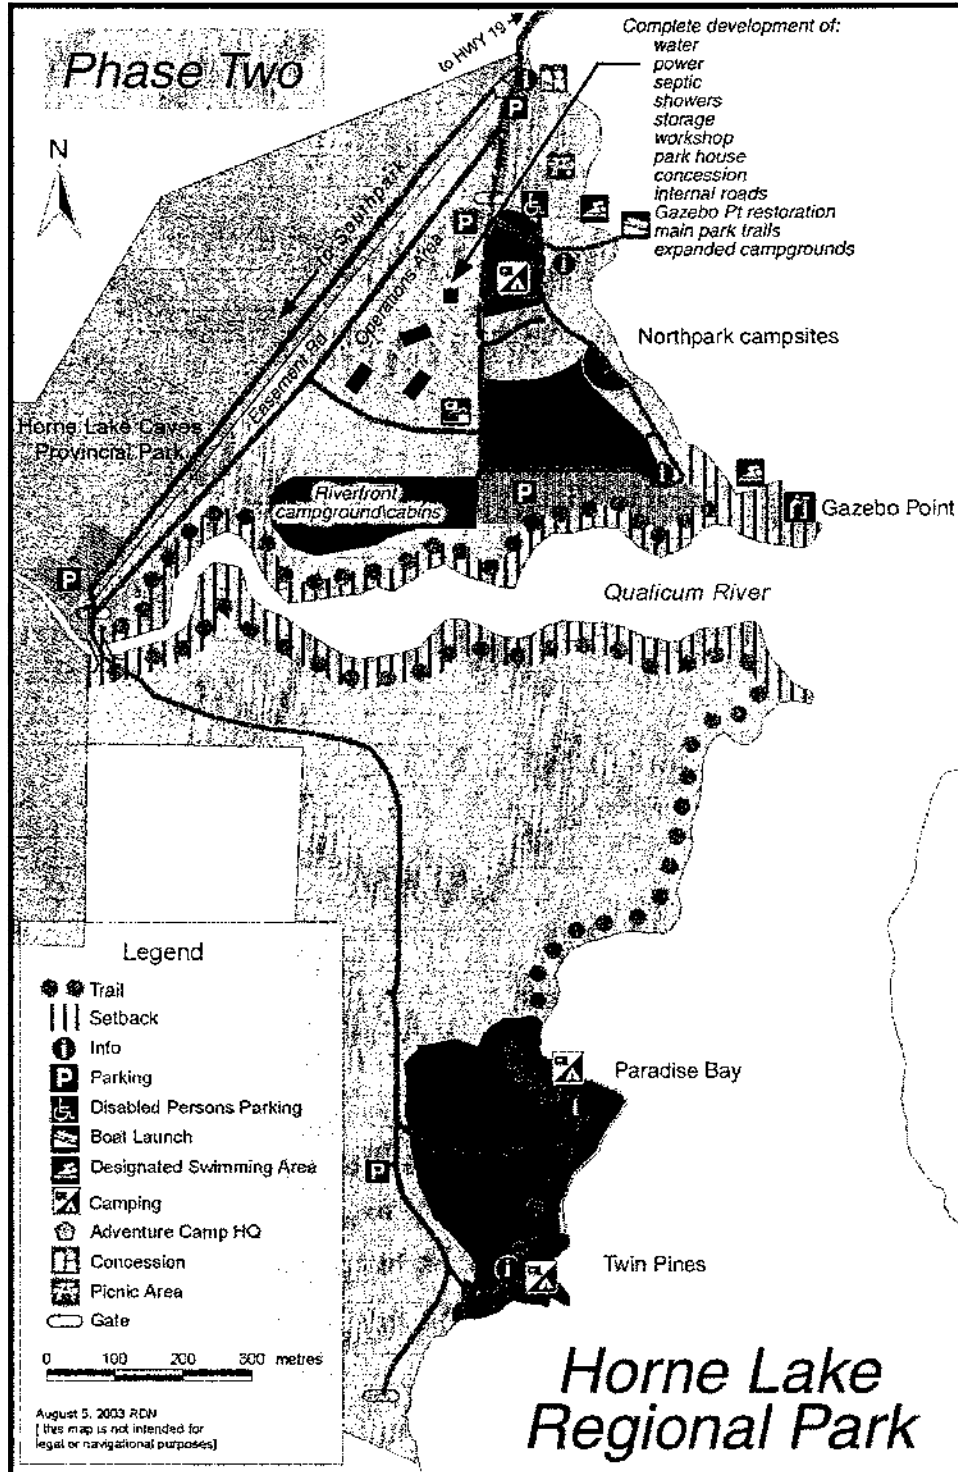 Phase Two
N
to HWY 19
Complete development of:
water
power
septic
showers
storage
workshop
park house
concession
internal roads
Gazebo Pt restoration
main park trails
expanded campgrounds
to Southpark
Easement Rd
Operations Area
Northpark campsites
Horne Lake Caves
Provincial Park
Riverfront
campground\cabins
Gazebo Point
Qualicum River
Paradise Bay
Twin Pines
Legend
Trail
Setback
Info
Parking
Disabled Persons Parking
Boat Launch
Designated Swimming Area
Camping
Adventure Camp HQ
Concession
Picnic Area
Gate
0 100 200 300 metres
August 5, 2003 RDN
[ this map is not intended for
legal or navigational purposes]
Horne Lake
Regional Park